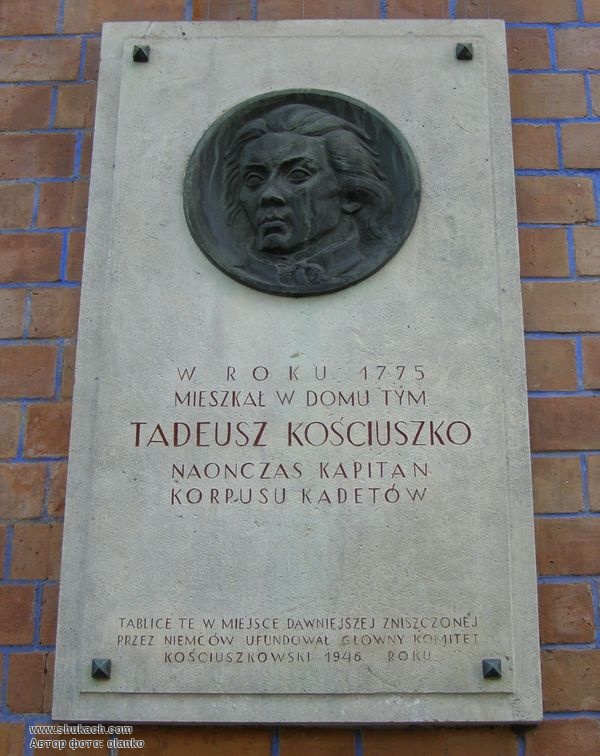 W ROKU 1775
MIESZKAŁ W DOMU TYM
TADEUSZ KOŚCIUSZKO
NAONCZAS KAPITAN
KORPUSU KADETÓW
TABLICE TE W MIEJSCE DAWNIEJSZEJ ZNISZCZONEJ
PRZEZ NIEMCÓW UFUNDOWAŁ GŁOWNY KOMITET
KOŚCIUSZKOWSKI 1946 ROKU
www.shukach.com
Автор фото: olanko